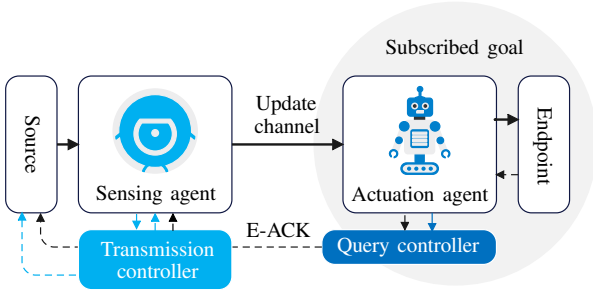 Subscribed goal
Source
Sensing agent
Update
channel
Actuation agent
Endpoint
E-ACK
Transmission
controller
Query controller